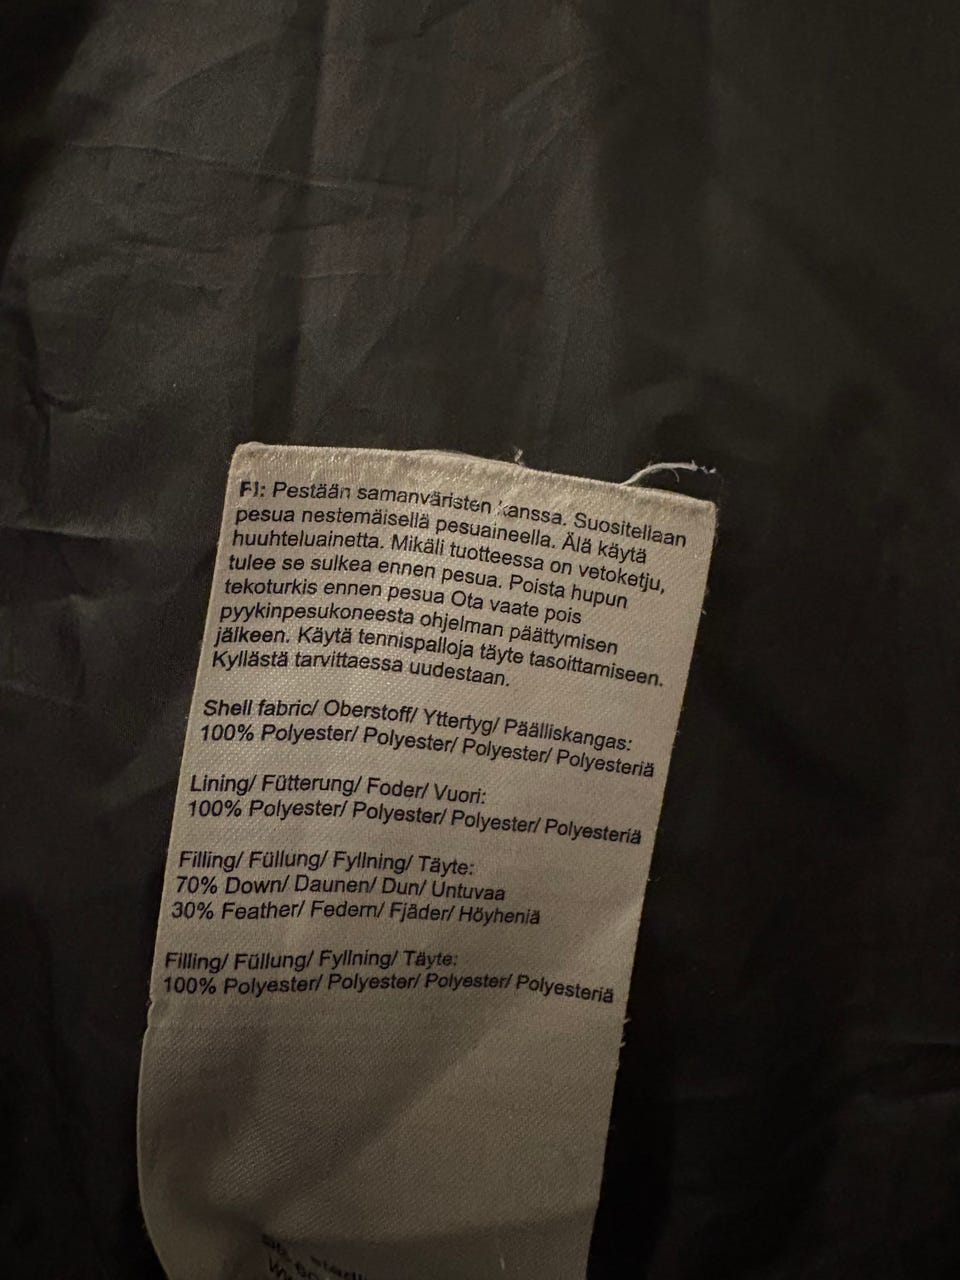 FI: Pestään samanväristen kanssa. Suositellaan
pesua nestemäisellä pesuaineella. Älä käytä
huuhteluainetta. Mikäli tuotteessa on vetoketju,
tulee se sulkea ennen pesua. Poista hupun
tekoturkis ennen pesua Ota vaate pois
pyykinpesukoneesta ohjelman päättymisen
jälkeen. Käytä tennispalloja täyte tasoittamiseen.
Kyllästä tarvittaessa uudestaan.
Shell fabric/ Oberstoff/ Yttertyg/ Päälliskangas:
100% Polyester/ Polyester/ Polyester/ Polyesteriä
Lining/ Fütterung/ Foder/ Vuori:
100% Polyester/ Polyester/ Polyester/ Polyesteriä
Filling/ Füllung/ Fyllning/ Täyte:
70% Down/ Daunen/ Dun/ Untuvaa
30% Feather/ Federn/ Fjäder/ Höyheniä
Filling/ Füllung/ Fyllning/ Täyte:
100% Polyester/ Polyester/ Polyester/ Polyesteriä